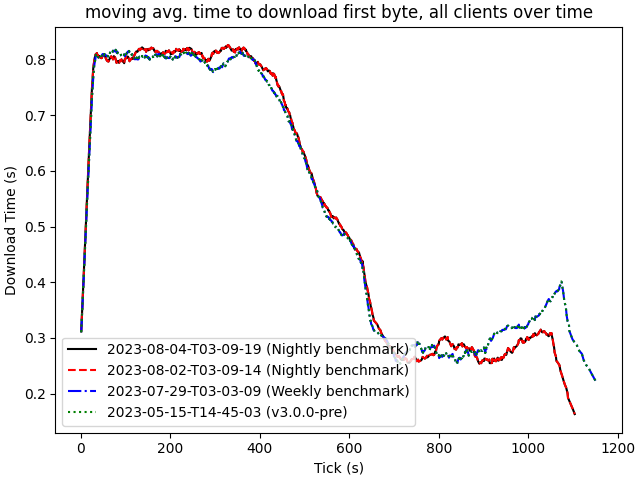 moving avg. time to download first byte, all clients over time
Download Time (s)
0.8
0.7
0.6
0.5
0.4
0.3
0.2
2023-08-04-T03-09-19 (Nightly benchmark)
2023-08-02-T03-09-14 (Nightly benchmark)
2023-07-29-T03-03-09 (Weekly benchmark)
2023-05-15-T14-45-03 (v3.0.0-pre)
0 200 400 600 800 1000 1200
Tick (s)